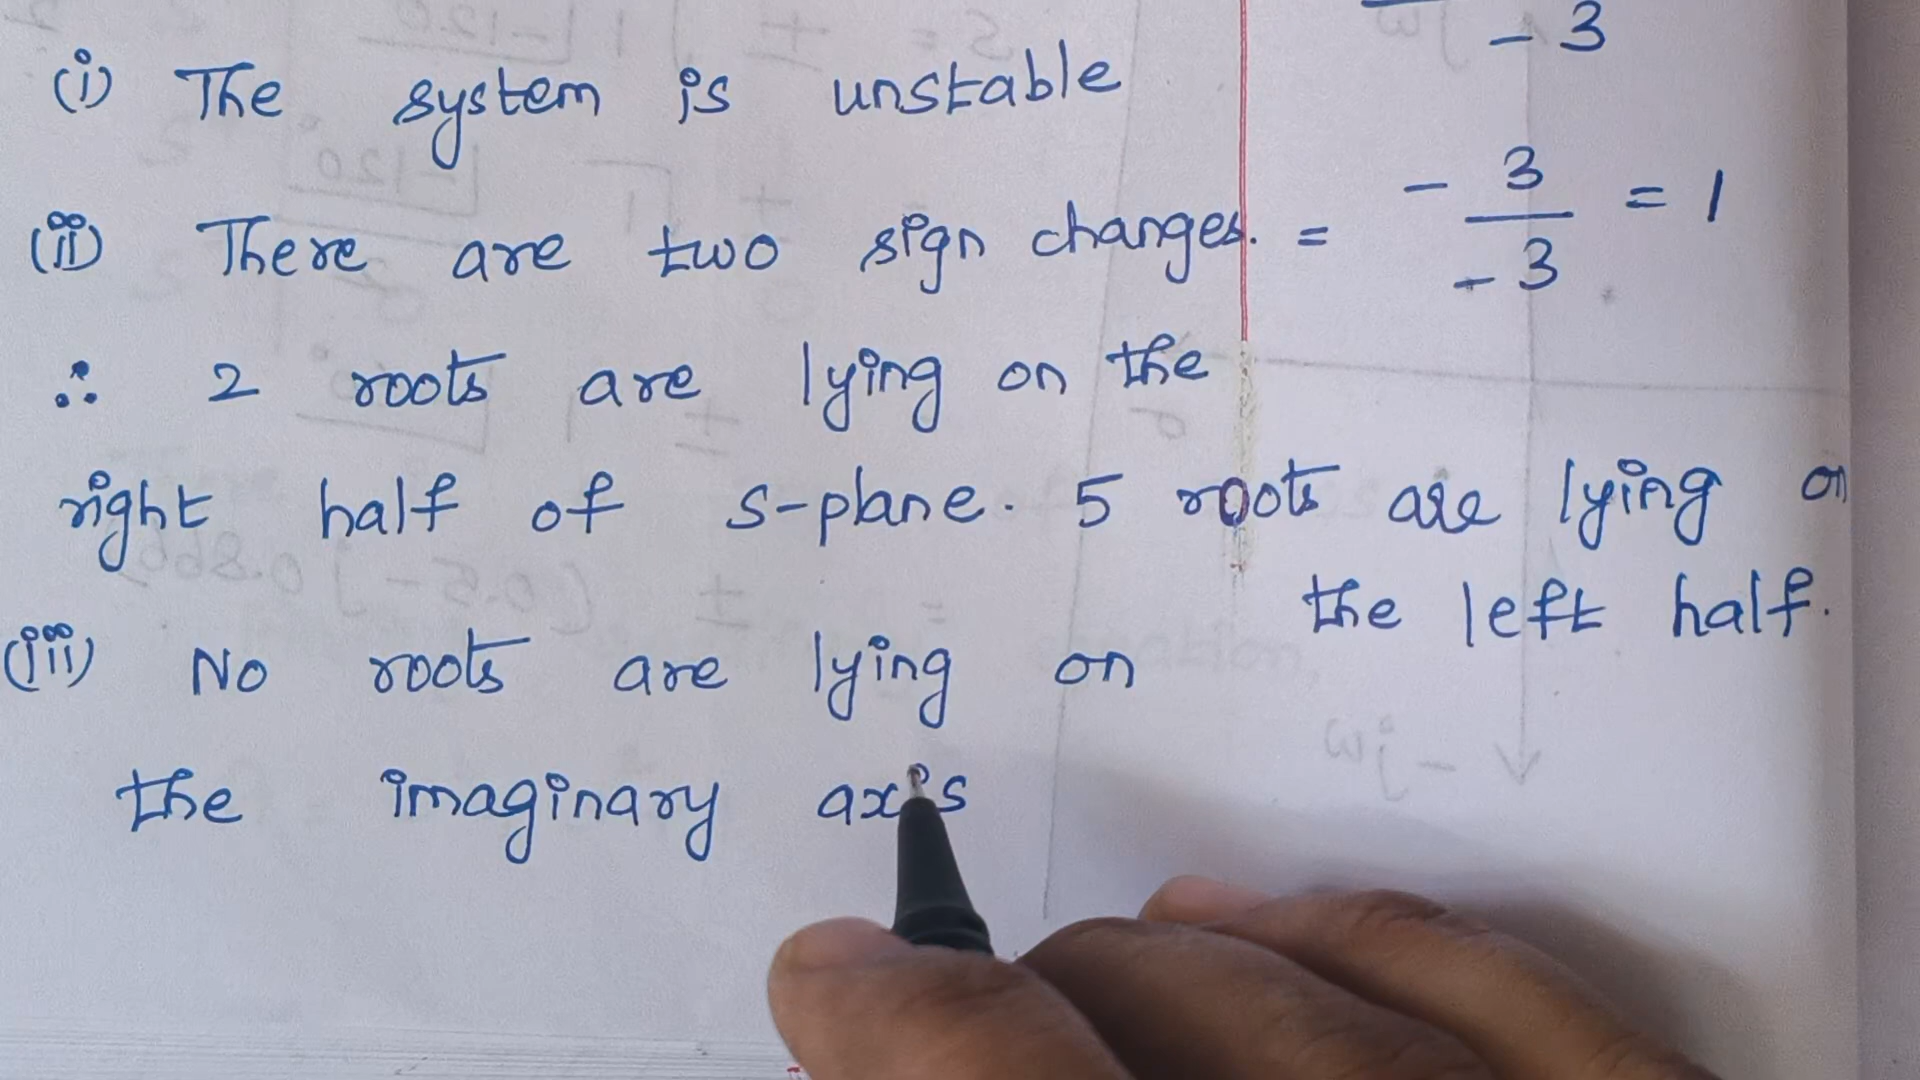 - 3
(i) The system is unstable
(ii) There are two sign changes. = - 3 / - 3 = 1
∴ 2 roots are lying on the
right half of s-plane. 5 roots are lying on
the left half.
(iii) No roots are lying on
the imaginary axis